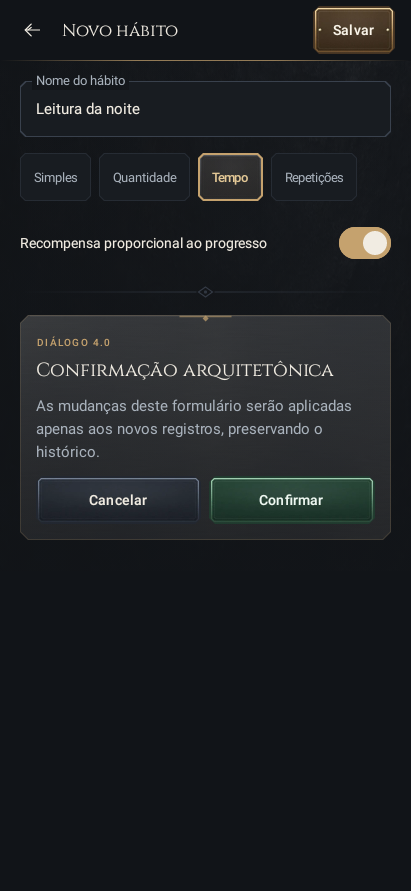 Novo hábito
Salvar
Nome do hábito
Leitura da noite
Simples
Quantidade
Tempo
Repetições
Recompensa proporcional ao progresso
DIÁLOGO 4.0
Confirmação arquitetônica
As mudanças deste formulário serão aplicadas
apenas aos novos registros, preservando o
histórico.
Cancelar
Confirmar